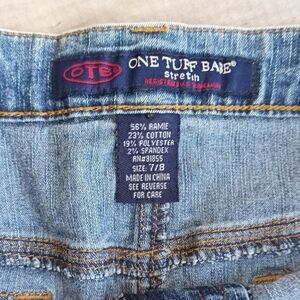 OTB
ONE TUFF BABE®
stretch
56% RAMIE
23% COTTON
19% POLYESTER
2% SPANDEX
RN#91855
SIZE: 7/8
MADE IN CHINA
SEE REVERSE
FOR CARE